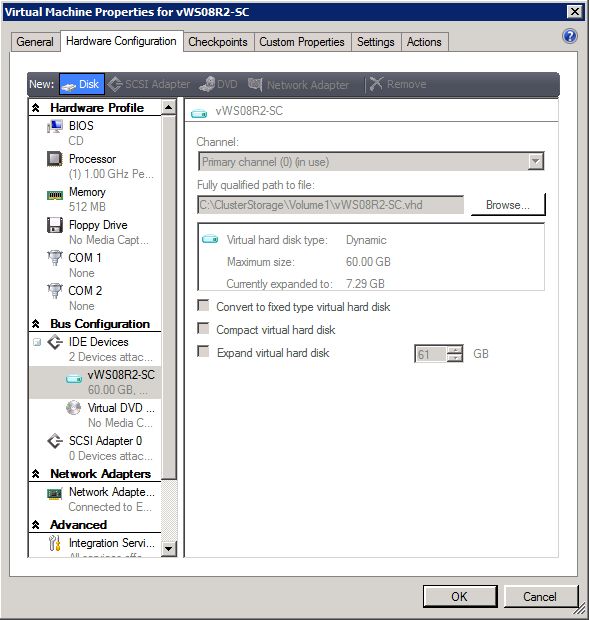 Virtual Machine Properties for vWS08R2-SC
General
Hardware Configuration
Checkpoints
Custom Properties
Settings
Actions
New:
Disk
SCSI Adapter
DVD
Network Adapter
Remove
Hardware Profile
BIOS
CD
Processor
(1) 1.00 GHz Pe...
Memory
512 MB
Floppy Drive
No Media Capt...
COM 1
None
COM 2
None
Bus Configuration
IDE Devices
2 Devices attac...
vWS08R2-SC
60.00 GB, ...
Virtual DVD ...
No Media C...
SCSI Adapter 0
0 Devices attac...
Network Adapters
Network Adapte...
Connected to E...
Advanced
Integration Servi...
vWS08R2-SC
Channel:
Primary channel (0) (in use)
Fully qualified path to file:
C:\ClusterStorage\Volume1\vWS08R2-SC.vhd
Browse...
Virtual hard disk type: Dynamic
Maximum size: 60.00 GB
Currently expanded to: 7.29 GB
Convert to fixed type virtual hard disk
Compact virtual hard disk
Expand virtual hard disk
61
GB
OK
Cancel